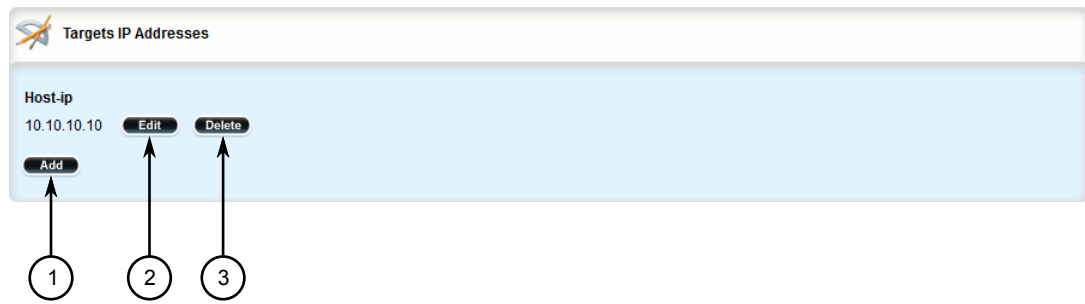 Targets IP Addresses
Host-ip
10.10.10.10 Edit Delete
Add
1 2 3